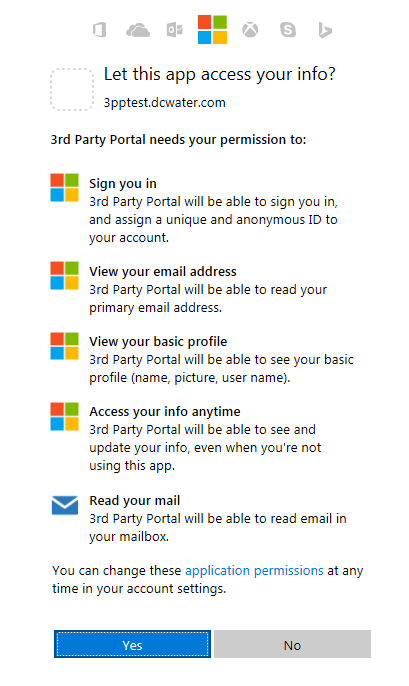 Let this app access your info?
3pptest.dcwater.com
3rd Party Portal needs your permission to:
Sign you in
3rd Party Portal will be able to sign you in,
and assign a unique and anonymous ID to
your account.
View your email address
3rd Party Portal will be able to read your
primary email address.
View your basic profile
3rd Party Portal will be able to see your basic
profile (name, picture, user name).
Access your info anytime
3rd Party Portal will be able to see and
update your info, even when you're not
using this app.
Read your mail
3rd Party Portal will be able to read email in
your mailbox.
You can change these application permissions at any
time in your account settings.
Yes
No